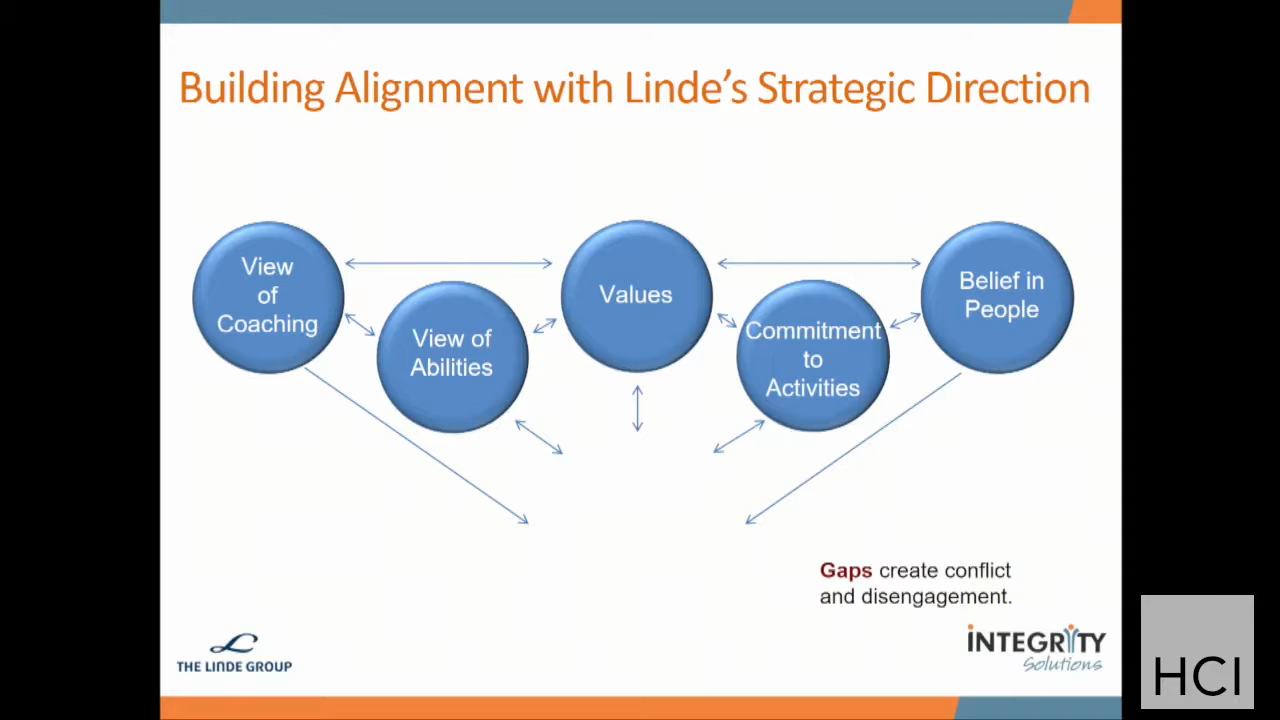 Building Alignment with Linde's Strategic Direction
View
of
Coaching
View of
Abilities
Values
Commitment
to
Activities
Belief in
People
Gaps create conflict
and disengagement.
THE LINDE GROUP
INTEGRITY
Solutions
HCI